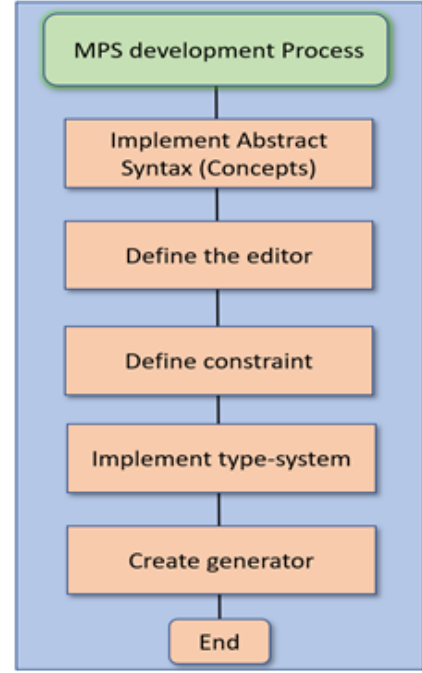 MPS development Process
Implement Abstract
Syntax (Concepts)
Define the editor
Define constraint
Implement type-system
Create generator
End